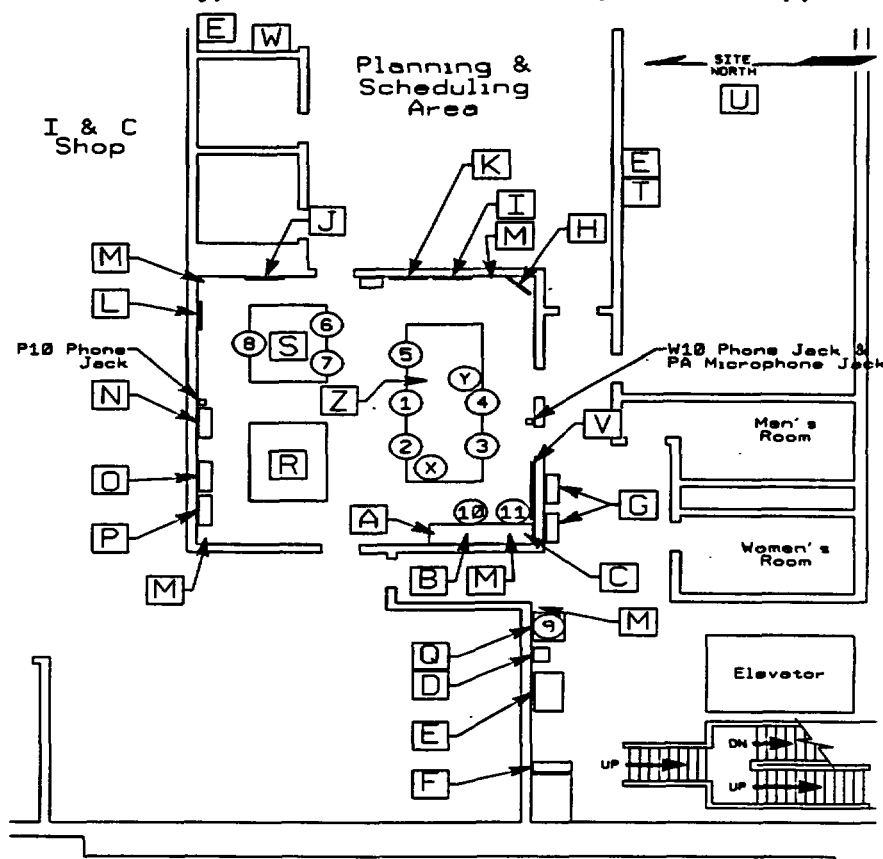 E
W
Planning &
Scheduling
Area
SITE
NORTH
U
I & C
Shop
K
E
T
J
I
M
H
M
L
6
8
S
7
5
P10 Phone
Jack
Y
W10 Phone Jack &
PA Microphone Jack
Z
1
4
N
V
Men's
Room
2
3
R
X
O
G
A
10
11
P
Women's
Room
M
B
M
C
M
9
Q
D
Elevator
E
DN
UP
F
UP